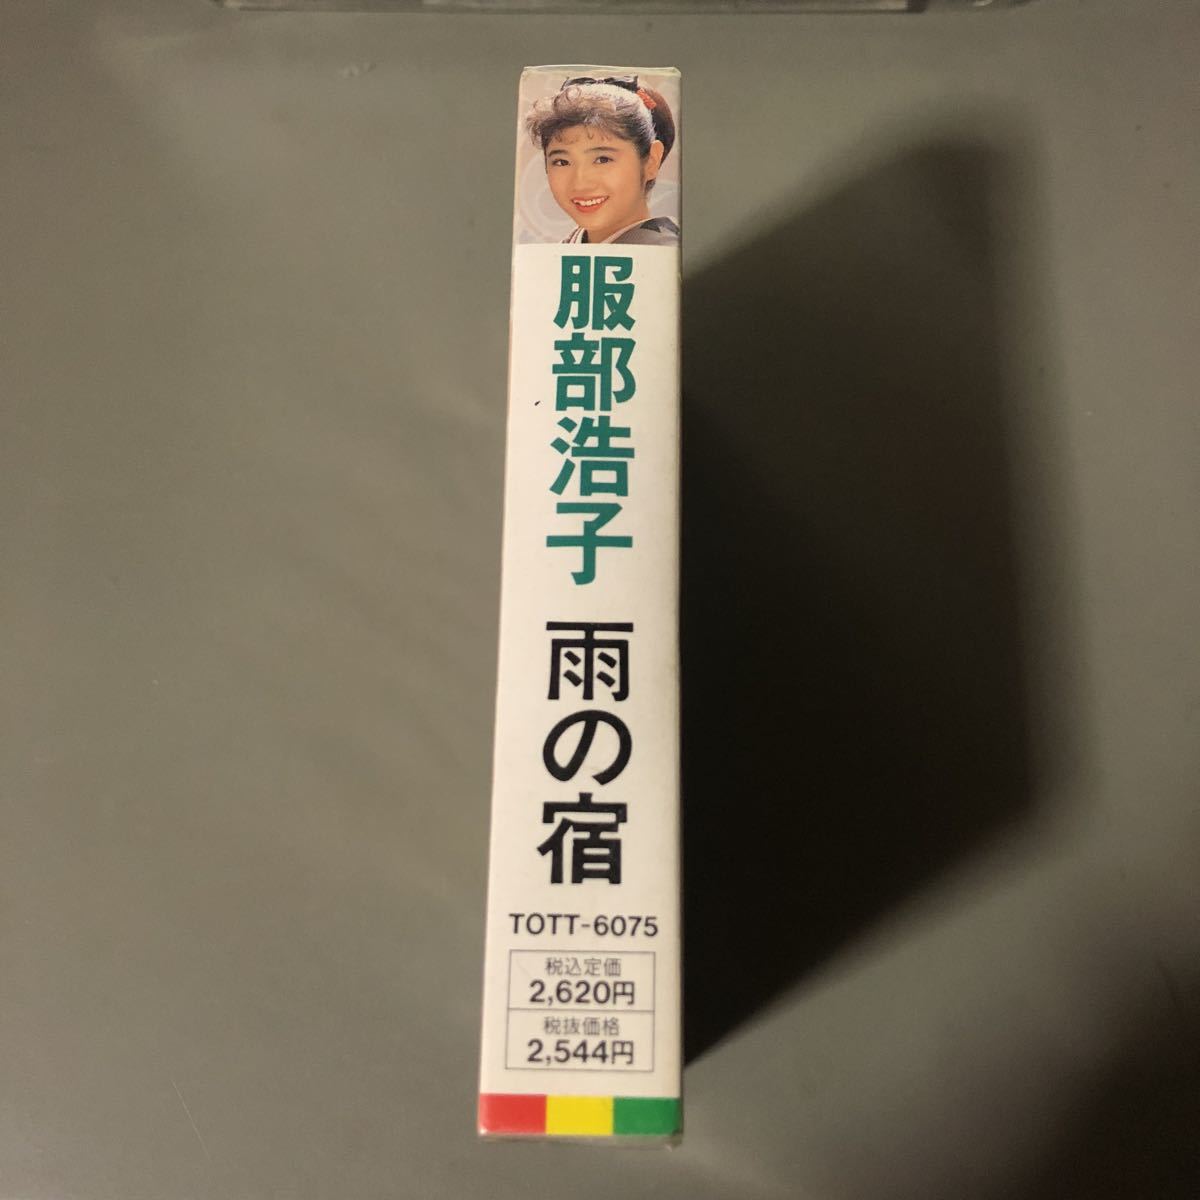 服部浩子 雨の宿
TOTT-6075
税込定価
2,620円
税抜価格
2,544円